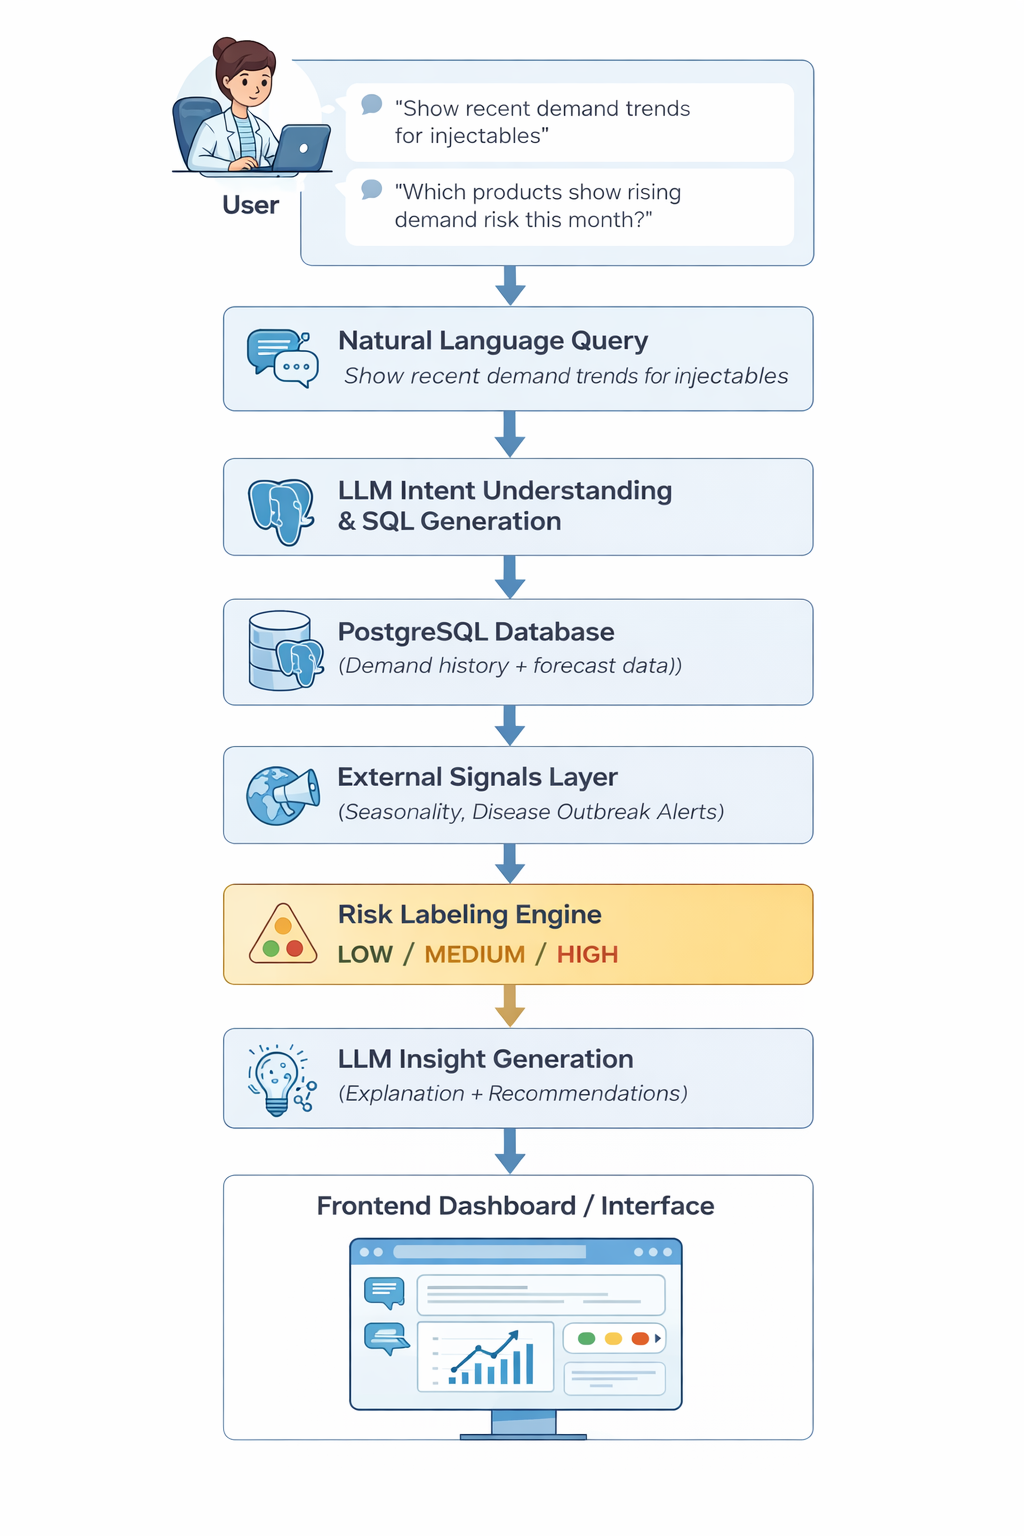 "Show recent demand trends
for injectables"
"Which products show rising
demand risk this month?"
User
Natural Language Query
Show recent demand trends for injectables
LLM Intent Understanding
& SQL Generation
PostgreSQL Database
(Demand history + forecast data))
External Signals Layer
(Seasonality, Disease Outbreak Alerts)
Risk Labeling Engine
LOW / MEDIUM / HIGH
LLM Insight Generation
(Explanation + Recommendations)
Frontend Dashboard / Interface